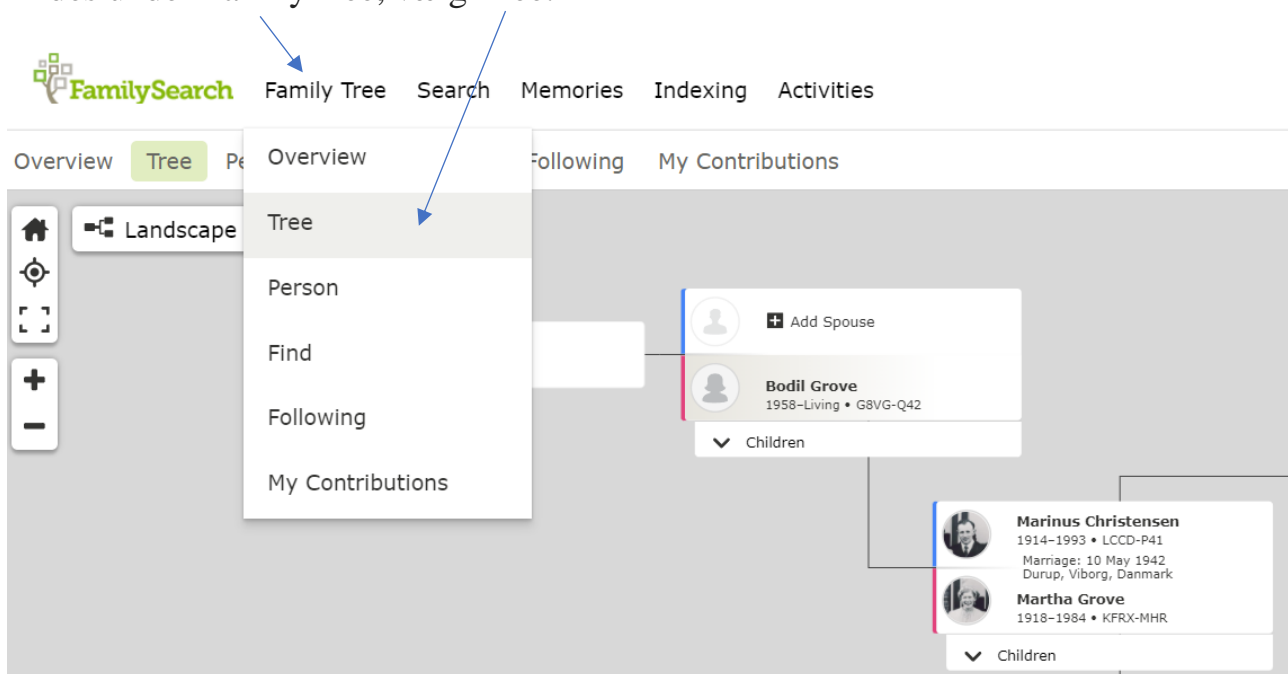 FamilySearch Family Tree Search Memories Indexing Activities
Overview Tree Following My Contributions
Overview
Tree
Person
Find
Following
My Contributions
Landscape
Add Spouse
Bodil Grove
1958–Living • G8VG-Q42
Children
Marinus Christensen
1914–1993 • LCCD-P41
Marriage: 10 May 1942
Durup, Viborg, Danmark
Martha Grove
1918–1984 • KFRX-MHR
Children